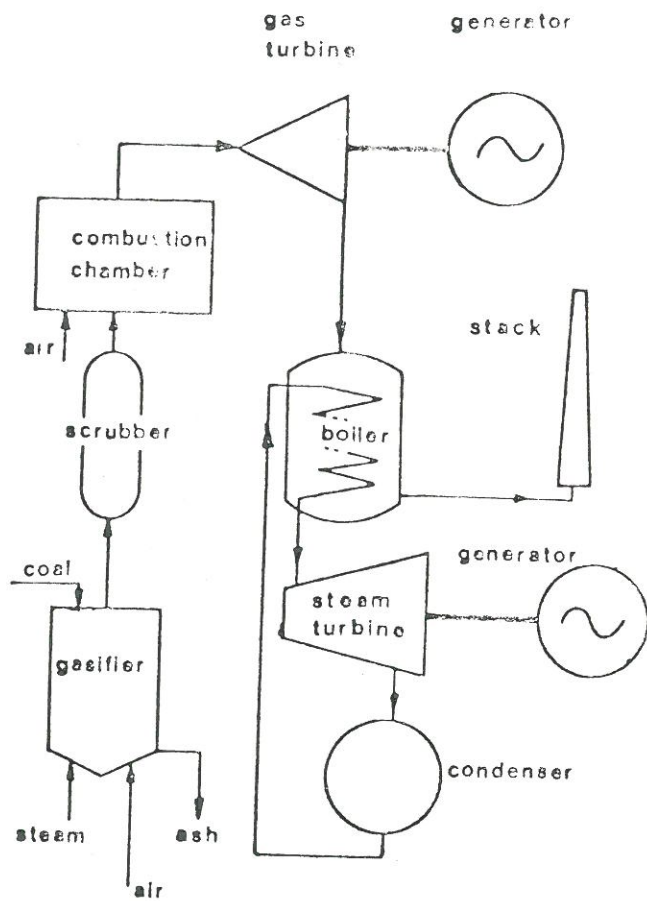 gas
turbine
generator
combustion
chamber
air
scrubber
stack
boiler
coal
gasifier
generator
steam
turbine
condenser
steam
ash
air